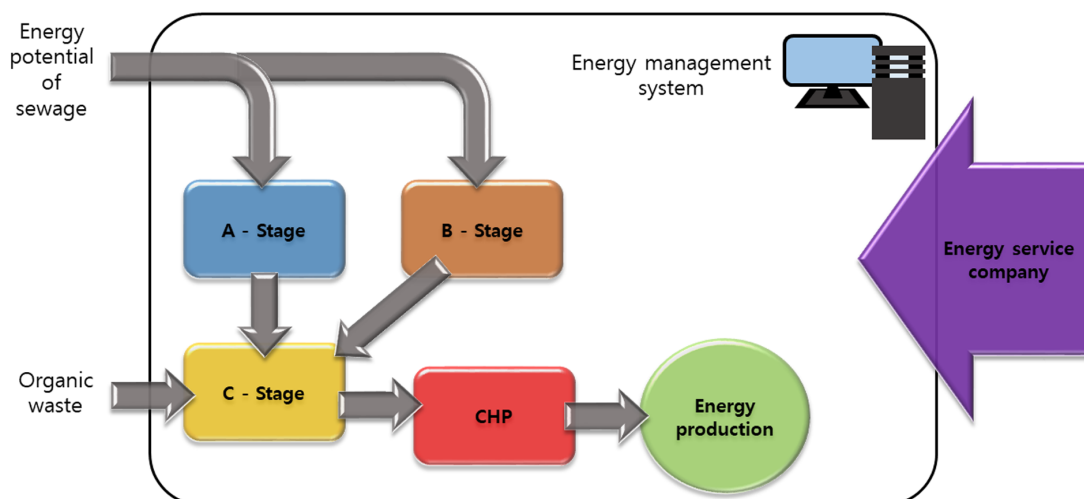 Energy
potential
of
sewage
Energy management
system
A - Stage
B - Stage
Energy service
company
Organic
waste
C - Stage
CHP
Energy
production